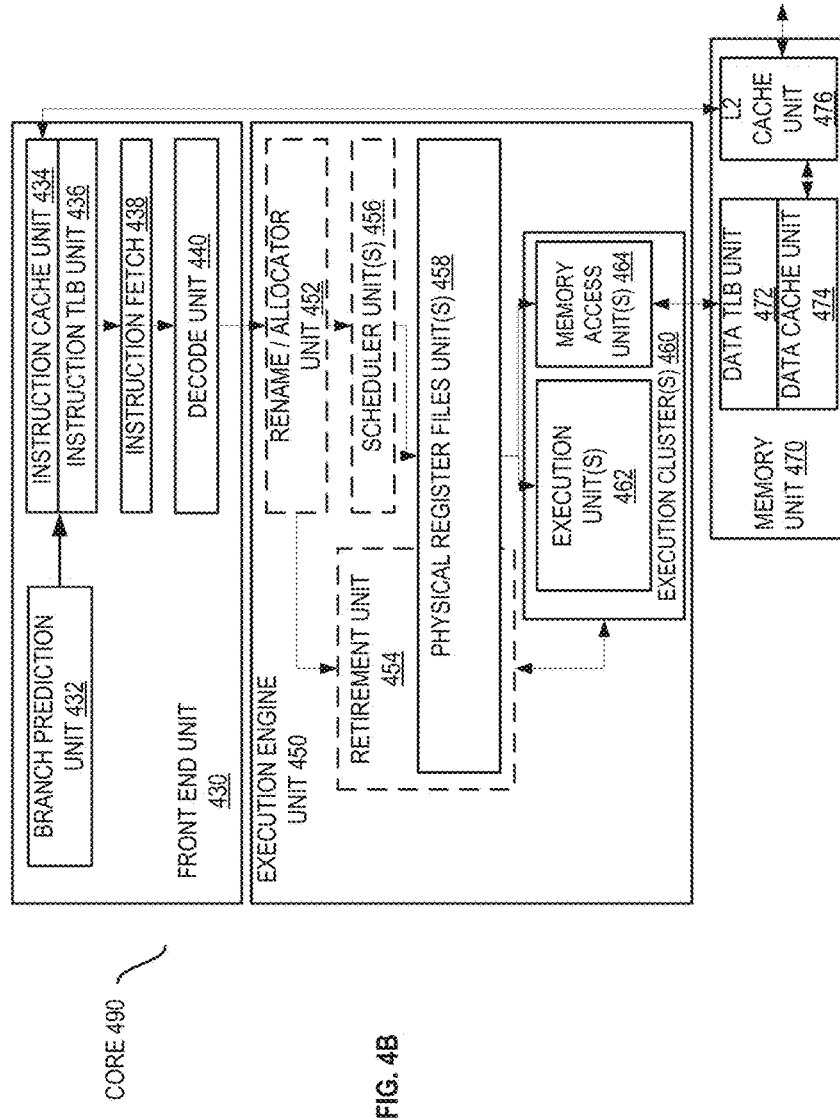 CORE 490
BRANCH PREDICTION
UNIT 432
INSTRUCTION CACHE UNIT 434
INSTRUCTION TLB UNIT 436
INSTRUCTION FETCH 438
DECODE UNIT 440
FRONT END UNIT
430
EXECUTION ENGINE
UNIT 450
RENAME / ALLOCATOR
UNIT 452
RETIREMENT UNIT
454
SCHEDULER UNIT(S) 456
PHYSICAL REGISTER FILES UNIT(S) 458
EXECUTION
UNIT(S)
462
MEMORY
ACCESS
UNIT(S) 464
EXECUTION CLUSTER(S) 460
MEMORY
UNIT 470
DATA TLB UNIT
472
DATA CACHE UNIT
474
L2
CACHE
UNIT
476
FIG. 4B